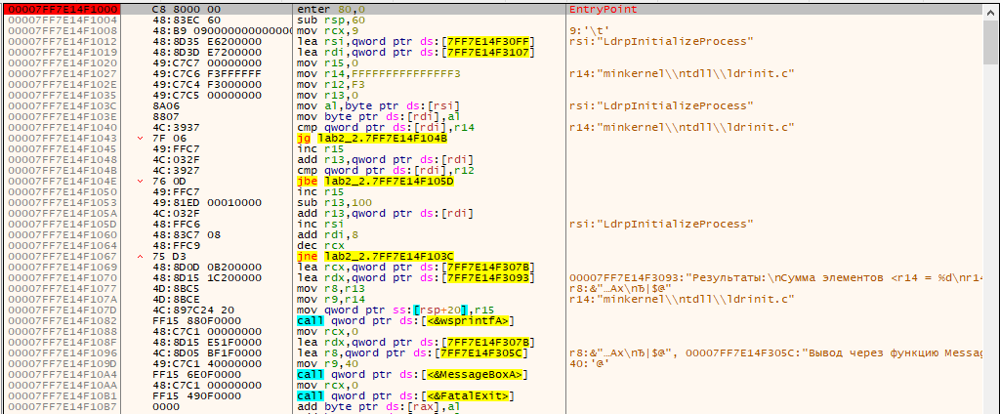 00007FF7E14F1000 C8 8000 00 enter 80,0 EntryPoint
00007FF7E14F1004 48:83EC 60 sub rsp,60
00007FF7E14F1008 48:B9 0900000000000000 mov rcx,9 9:'\t'
00007FF7E14F1012 48:8D35 E6200000 lea rsi,qword ptr ds:[7FF7E14F30FF] rsi:"LdrpInitializeProcess"
00007FF7E14F1019 48:8D3D E7200000 lea rdi,qword ptr ds:[7FF7E14F3107]
00007FF7E14F1020 49:C7C7 00000000 mov r15,0
00007FF7E14F1027 49:C7C6 F3FFFFFF mov r14,FFFFFFFFFFFFFFF3 r14:"minkernel\\ntdll\\ldrinit.c"
00007FF7E14F102E 49:C7C4 F3000000 mov r12,F3
00007FF7E14F1035 49:C7C5 00000000 mov r13,0
00007FF7E14F103C 8A06 mov al,byte ptr ds:[rsi] rsi:"LdrpInitializeProcess"
00007FF7E14F103E 8807 mov byte ptr ds:[rdi],al
00007FF7E14F1040 4C:3937 cmp qword ptr ds:[rdi],r14 r14:"minkernel\\ntdll\\ldrinit.c"
00007FF7E14F1043 7F 06 jg lab2_2.7FF7E14F104B
00007FF7E14F1045 49:FFC7 inc r15
00007FF7E14F1048 4C:032F add r13,qword ptr ds:[rdi]
00007FF7E14F104B 4C:3927 cmp qword ptr ds:[rdi],r12
00007FF7E14F104E 76 0D jbe lab2_2.7FF7E14F105D
00007FF7E14F1050 49:FFC7 inc r15
00007FF7E14F1053 49:81ED 00010000 sub r13,100
00007FF7E14F105A 4C:032F add r13,qword ptr ds:[rdi]
00007FF7E14F105D 48:FFC6 inc rsi rsi:"LdrpInitializeProcess"
00007FF7E14F1060 48:83C7 08 add rdi,8
00007FF7E14F1064 48:FFC9 dec rcx
00007FF7E14F1067 75 D3 jne lab2_2.7FF7E14F103C
00007FF7E14F1069 48:8D0D 0B200000 lea rcx,qword ptr ds:[7FF7E14F307B]
00007FF7E14F1070 48:8D15 1C200000 lea rdx,qword ptr ds:[7FF7E14F3093] 00007FF7E14F3093:"Результаты:\nСумма элементов <r14 = %d\nr14
00007FF7E14F1077 4D:8BC5 mov r8,r13 r8:&"…Ax\nЂ|$@"
00007FF7E14F107A 4D:8BCE mov r9,r14 r14:"minkernel\\ntdll\\ldrinit.c"
00007FF7E14F107D 4C:897C24 20 mov qword ptr ss:[rsp+20],r15
00007FF7E14F1082 FF15 880F0000 call qword ptr ds:[<&wsprintfA>]
00007FF7E14F1088 48:C7C1 00000000 mov rcx,0
00007FF7E14F108F 48:8D15 E51F0000 lea rdx,qword ptr ds:[7FF7E14F307B]
00007FF7E14F1096 4C:8D05 BF1F0000 lea r8,qword ptr ds:[7FF7E14F305C] r8:&"…Ax\nЂ|$@", 00007FF7E14F305C:"Вывод через функцию Messag
00007FF7E14F109D 49:C7C1 40000000 mov r9,40 40:'@'
00007FF7E14F10A4 FF15 6E0F0000 call qword ptr ds:[<&MessageBoxA>]
00007FF7E14F10AA 48:C7C1 00000000 mov rcx,0
00007FF7E14F10B1 FF15 490F0000 call qword ptr ds:[<&FatalExit>]
00007FF7E14F10B7 0000 add byte ptr ds:[rax],al